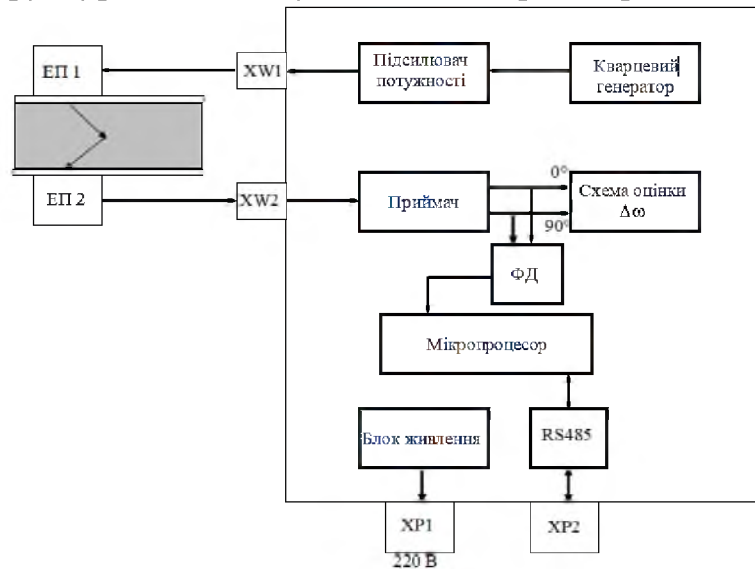 ЕП 1
XW1
Підсилювач
потужності
Кварцевий
генератор
ЕП 2
XW2
Приймач
0°
90°
Схема оцінки
Δω
ФД
Мікропроцесор
Блок живлення
RS485
XP1
XP2
220 В